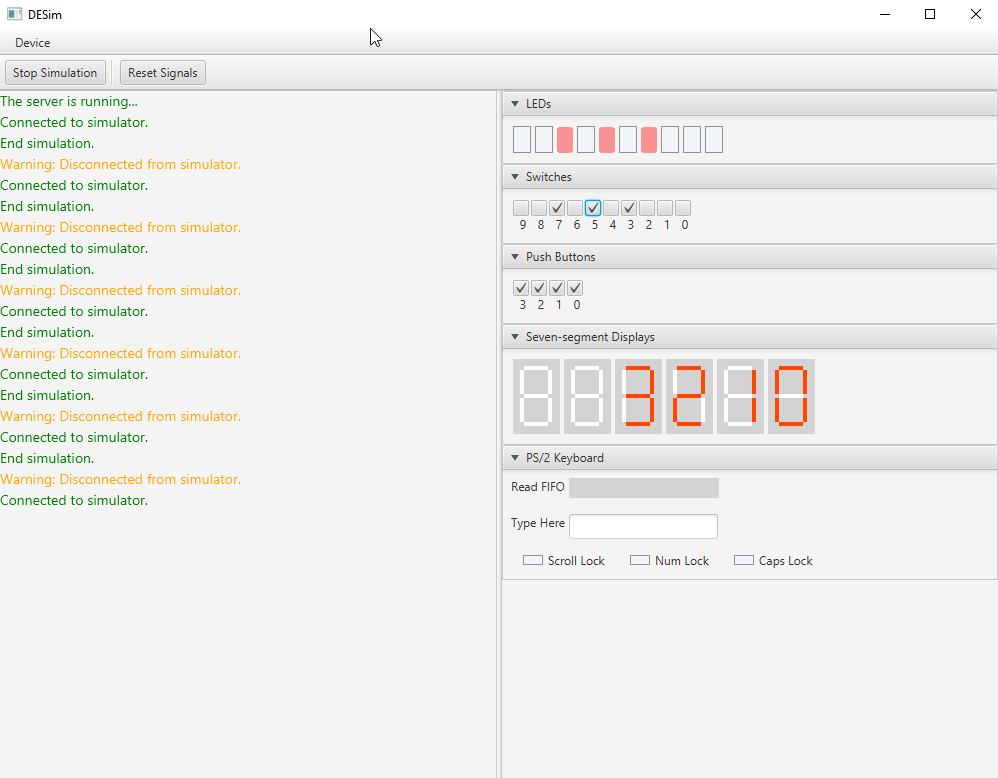 DESim
Device
Stop Simulation Reset Signals
The server is running...
Connected to simulator.
End simulation.
Warning: Disconnected from simulator.
Connected to simulator.
End simulation.
Warning: Disconnected from simulator.
Connected to simulator.
End simulation.
Warning: Disconnected from simulator.
Connected to simulator.
End simulation.
Warning: Disconnected from simulator.
Connected to simulator.
End simulation.
Warning: Disconnected from simulator.
Connected to simulator.
End simulation.
Warning: Disconnected from simulator.
Connected to simulator.
LEDs
Switches
9 8 7 6 5 4 3 2 1 0
Push Buttons
3 2 1 0
Seven-segment Displays
3 2 1 0
PS/2 Keyboard
Read FIFO
Type Here
Scroll Lock Num Lock Caps Lock